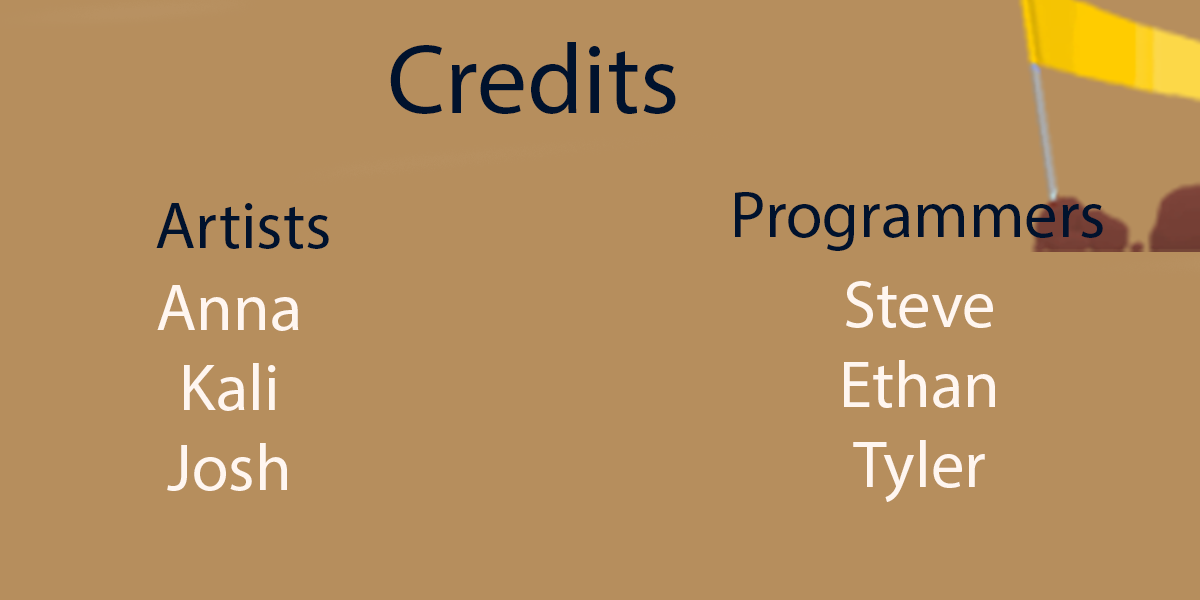 Credits
Artists
Anna
Kali
Josh
Programmers
Steve
Ethan
Tyler